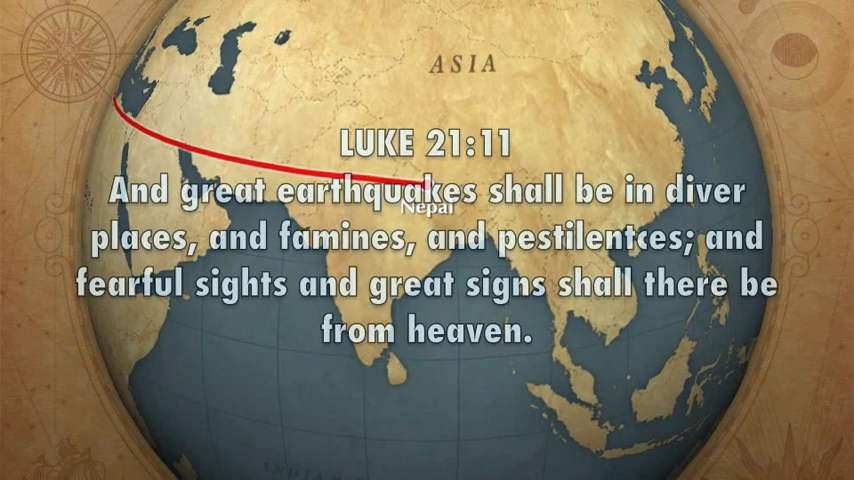 ASIA
LUKE 21:11
And great earthquakes shall be in diver
Nepal
places, and famines, and pestilentces; and
fearful sights and great signs shall there be
from heaven.